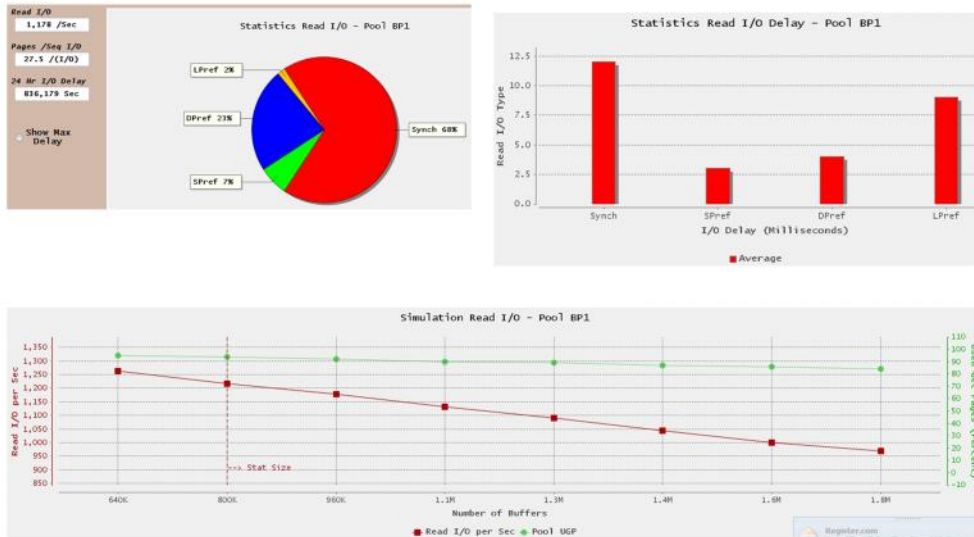 Read I/O
1,178 /Sec
Pages /Seq I/O
27.5 /(I/O)
24 Hr I/O Delay
836,179 Sec
Show Max
Delay
Statistics Read I/O - Pool BP1
LPref 2%
DPref 23%
Synch 68%
SPref 7%
Statistics Read I/O Delay - Pool BP1
Read I/O Type
12.5
10.0
7.5
5.0
2.5
0.0
Synch
SPref
DPref
LPref
I/O Delay (Milliseconds)
Average
Simulation Read I/O - Pool BP1
Read I/O per Sec
1,350
1,300
1,250
1,200
1,150
1,100
1,050
1,000
950
900
850
--> Stat Size
110
100
90
80
70
60
50
40
30
20
10
0
-10
640K
800K
960K
1.1M
1.3M
1.4M
1.6M
1.8M
Number of Buffers
Read I/O per Sec
Pool UGP
Register.com